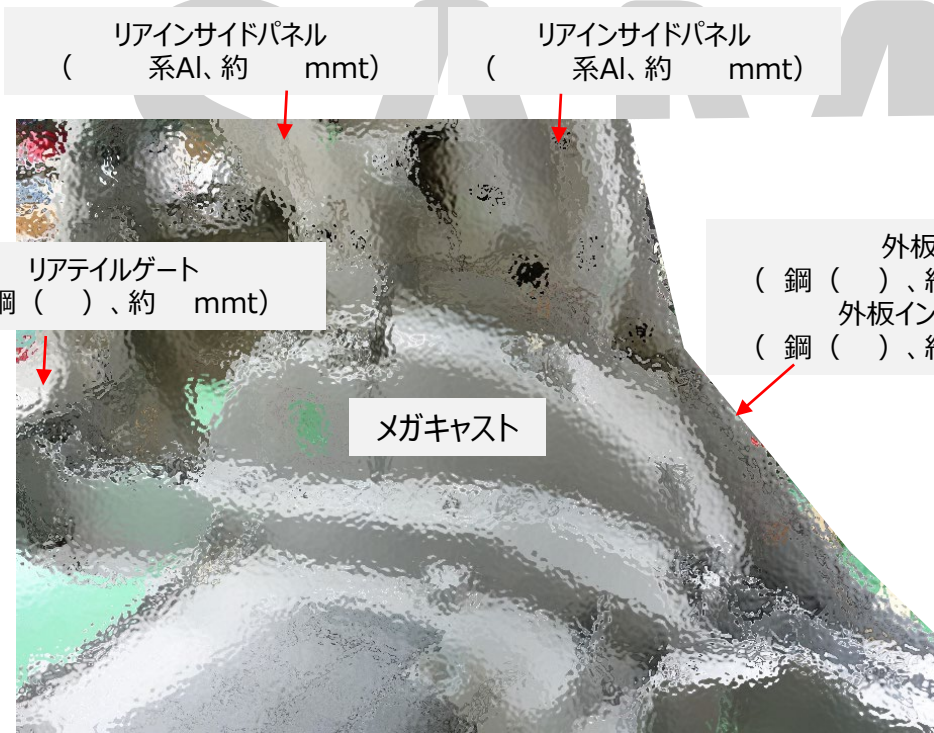 リアインサイドパネル
(　　　系Al、約　　mmt)
リアインサイドパネル
(　　　系Al、約　　mmt)
リアテイルゲート
鋼（　）、約　mmt)
外板
( 鋼（　）、約
外板イン
( 鋼（　）、約
メガキャスト